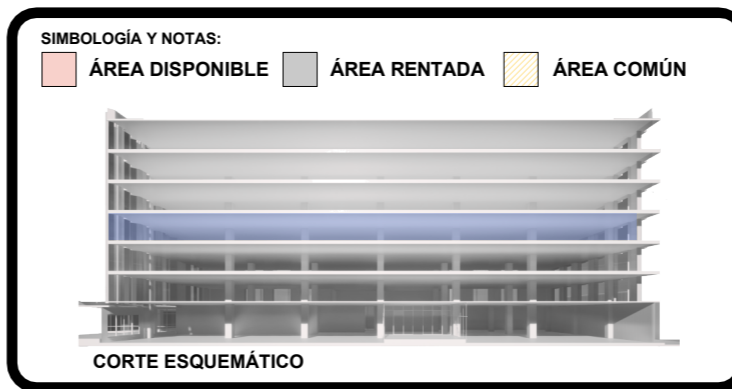 SIMBOLOGÍA Y NOTAS:
ÁREA DISPONIBLE ÁREA RENTADA ÁREA COMÚN
CORTE ESQUEMÁTICO